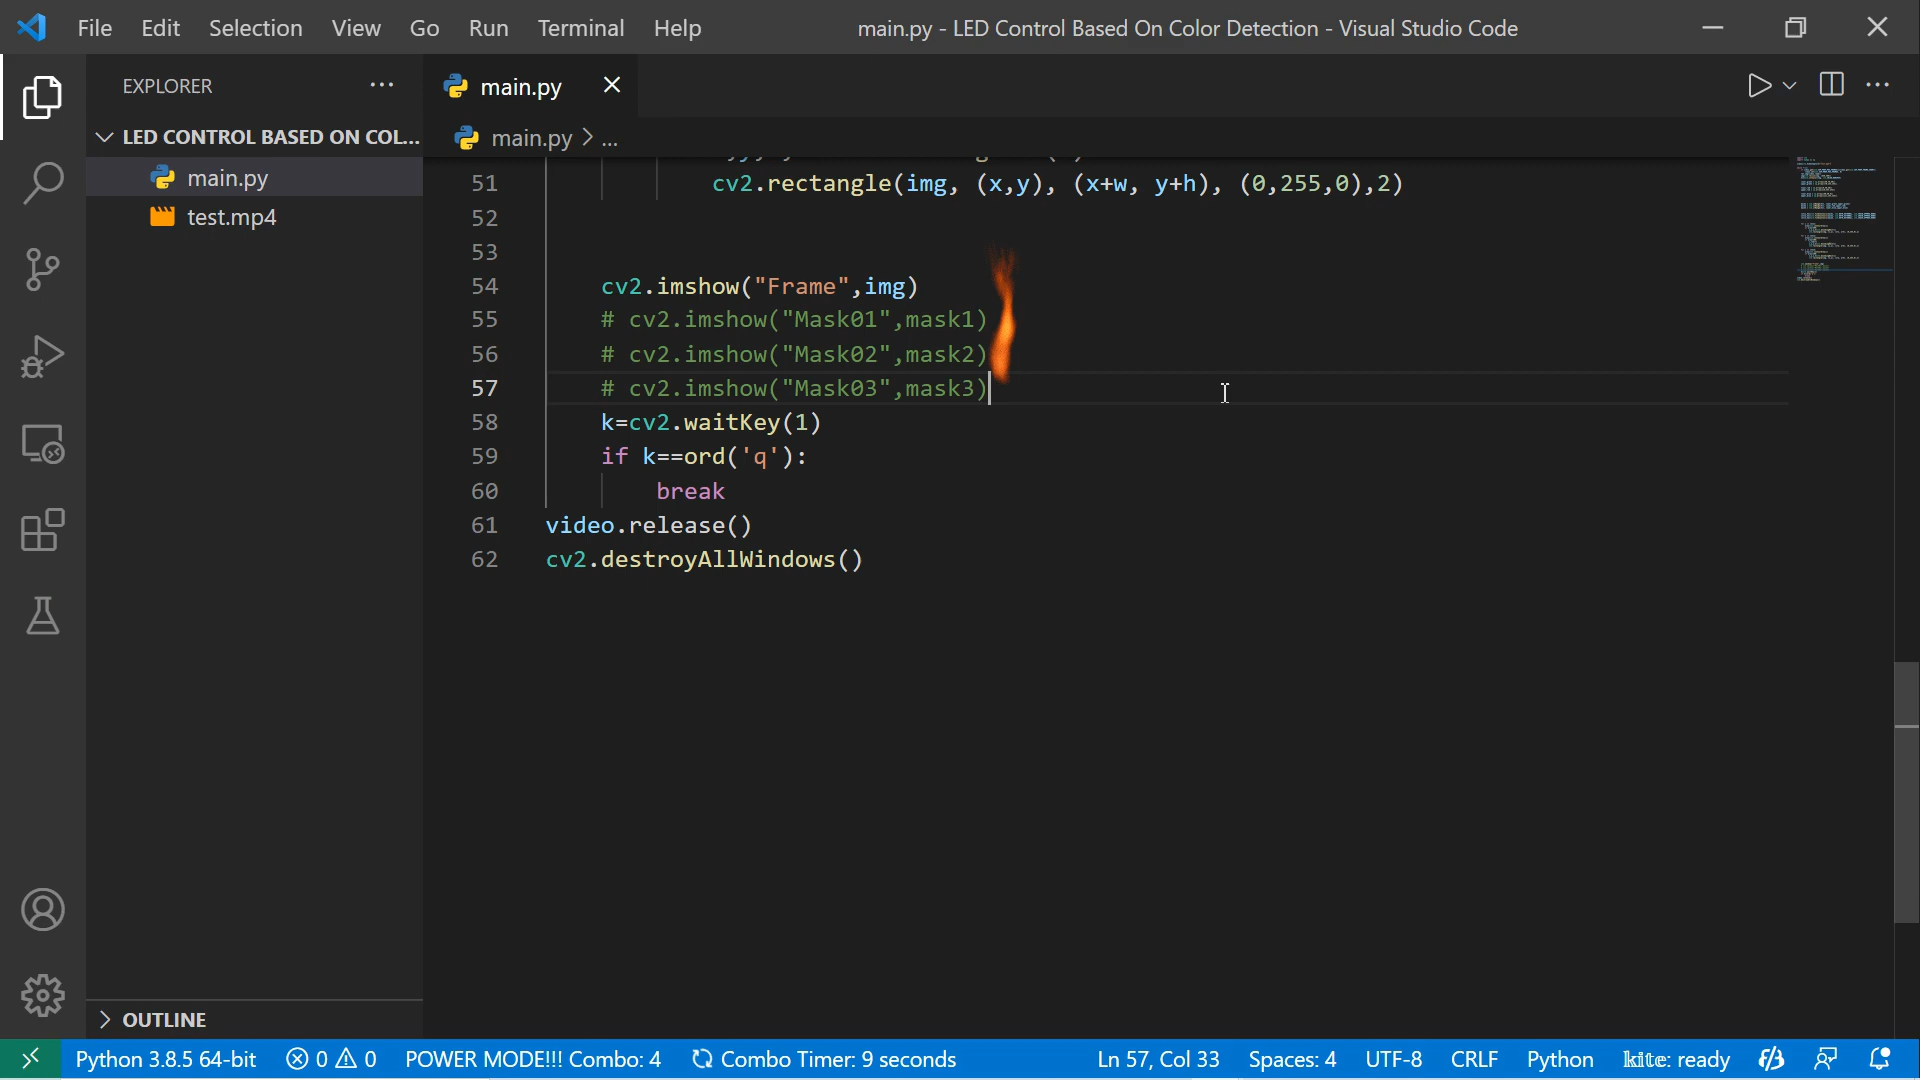 File Edit Selection View Go Run Terminal Help
main.py - LED Control Based On Color Detection - Visual Studio Code
EXPLORER
LED CONTROL BASED ON COL...
main.py
test.mp4
OUTLINE
main.py
main.py > ...
51 cv2.rectangle(img, (x,y), (x+w, y+h), (0,255,0),2)
52
53
54 cv2.imshow("Frame",img)
55 # cv2.imshow("Mask01",mask1)
56 # cv2.imshow("Mask02",mask2)
57 # cv2.imshow("Mask03",mask3)
58 k=cv2.waitKey(1)
59 if k==ord('q'):
60 break
61 video.release()
62 cv2.destroyAllWindows()
Python 3.8.5 64-bit 0 0 POWER MODE!!! Combo: 4 Combo Timer: 9 seconds Ln 57, Col 33 Spaces: 4 UTF-8 CRLF Python kite: ready